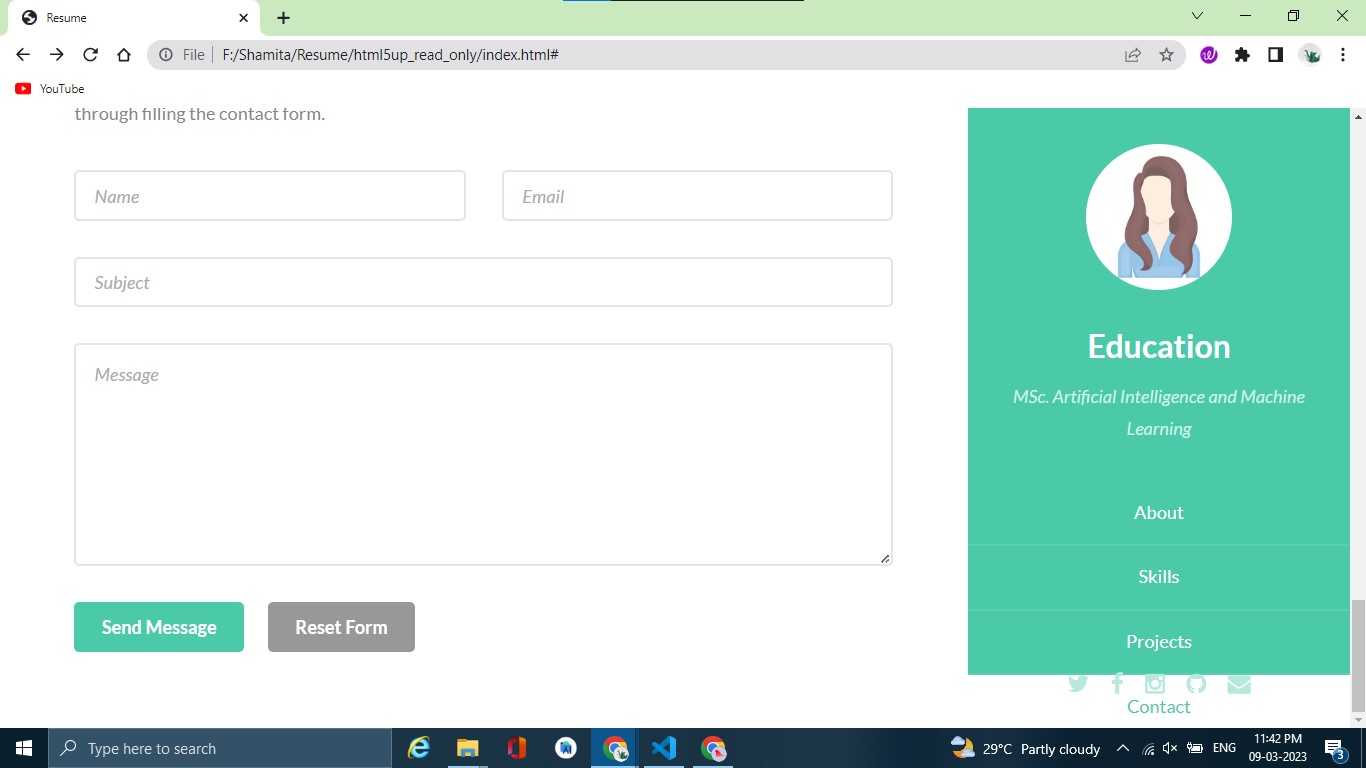 Resume
File
F:/Shamita/Resume/html5up_read_only/index.html#
YouTube
through filling the contact form.
Name
Email
Subject
Message
Send Message
Reset Form
Education
MSc. Artificial Intelligence and Machine
Learning
About
Skills
Projects
Contact
Type here to search
29°C Partly cloudy
ENG
11:42 PM
09-03-2023
3